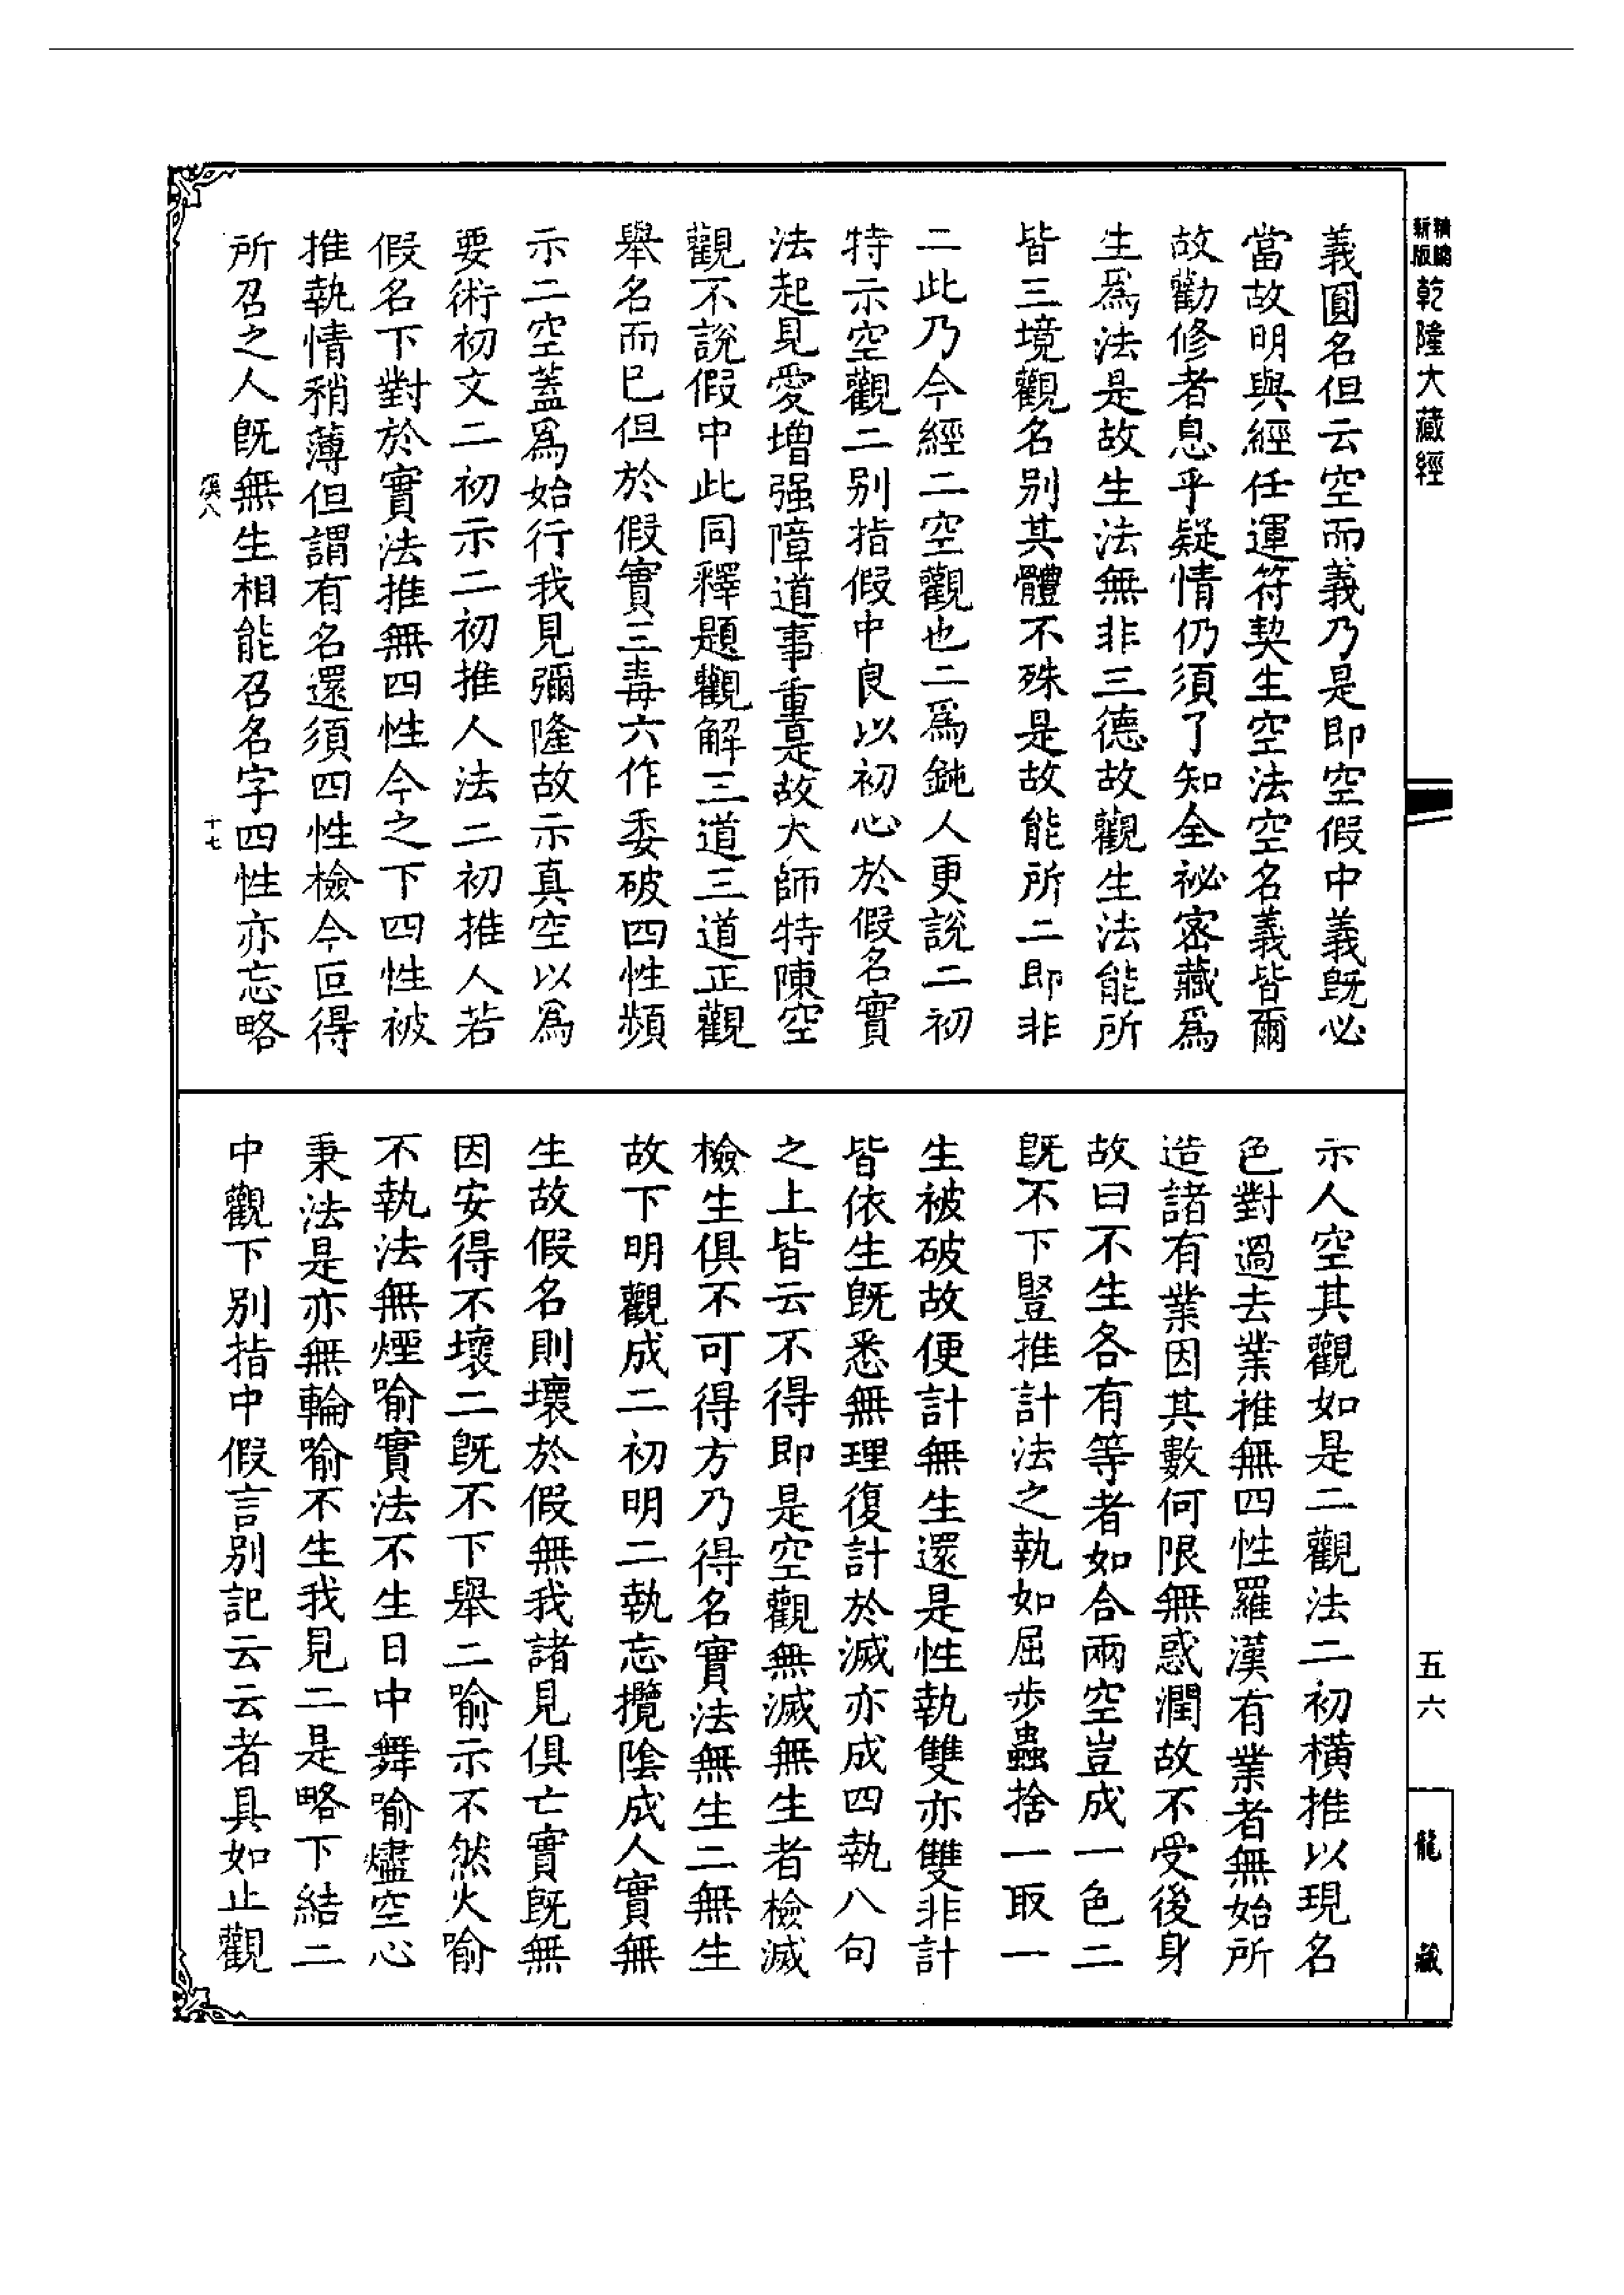 精編
新版
乾隆大藏經
義圓名但云空而義乃是即空假中義旣必
當故明與經任運符契生空法空名義皆爾
故勸修者息乎疑情仍須了知全祕密藏爲
生爲法是故生法無非三德故觀生法能所
皆三境觀名别其體不殊是故能所二即非
二此乃今經二空觀也二爲鈍人更說二初
特示空觀二别指假中良以初心於假名實
法起見愛增强障道事重是故大師特陳空
觀不說假中此同釋題觀解三道三道正觀
舉名而已但於假實三毒六作委破四性頻
示二空蓋爲始行我見彌隆故示真空以爲
要術初文二初示二初推人法二初推人若
假名下對於實法推無四性今之下四性被
推執情稍薄但謂有名還須四性檢今叵得
所召之人旣無生相能召名字四性亦忘略
十七
示人空其觀如是二觀法二初橫推以現名
色對過去業推無四性羅漢有業者無始所
造諸有業因其數何限無惑潤故不受後身
故曰不生各有等者如合兩空豈成一色二
旣不下豎推計法之執如屈步蟲捨一取一
生被破故便計無生還是性執雙亦雙非計
皆依生旣悉無理復計於滅亦成四執八句
之上皆云不得即是空觀無滅無生者檢滅
檢生俱不可得方乃得名實法無生二無生
故下明觀成二初明二執忘攬陰成人實無
生故假名則壞於假無我諸見俱亡實旣無
因安得不壞二旣不下舉二喻示不然火喻
不執法無煙喻實法不生日中舞喻燼空心
秉法是亦無輪喻不生我見二是略下結二
中觀下别指中假言别記云云者具如止觀
五六
龍藏